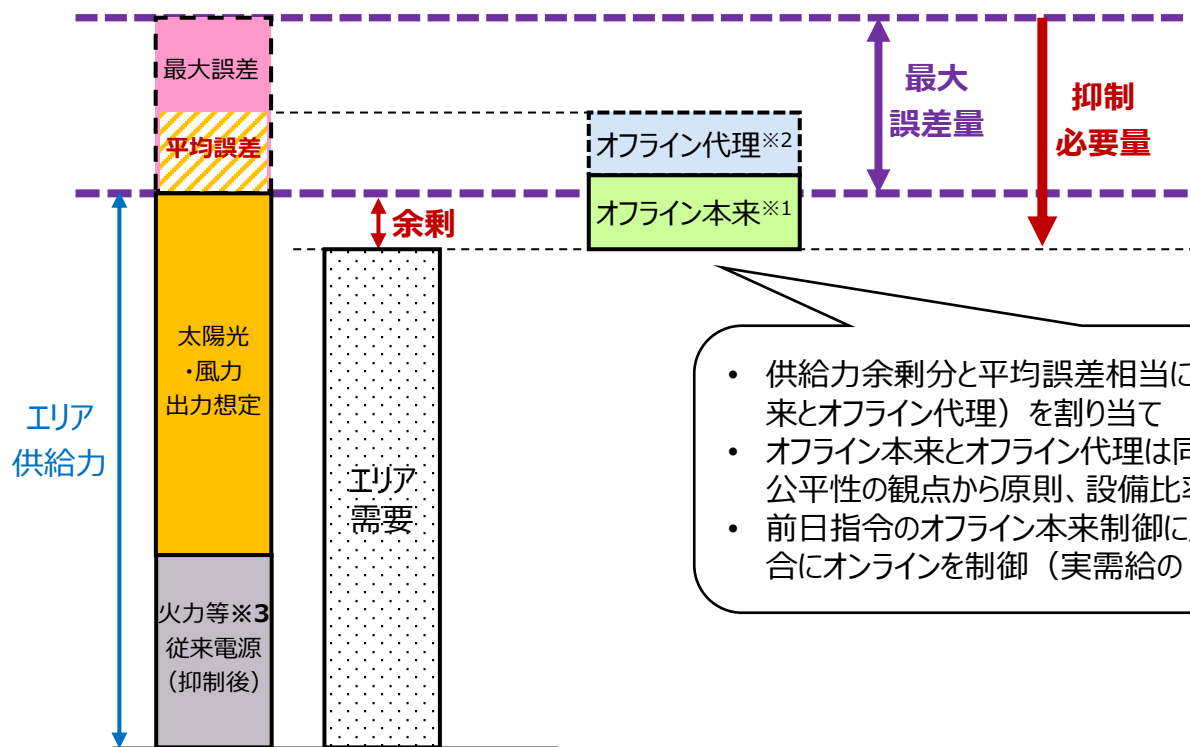 最大誤差
平均誤差
太陽光
・風力
出力想定
火力等※3
従来電源
（抑制後）
エリア
供給力
余剰
エリア
需要
オフライン代理※2
オフライン本来※1
最大
誤差量
抑制
必要量
• 供給力余剰分と平均誤差相当に
来とオフライン代理）を割り当て
• オフライン本来とオフライン代理は同
公平性の観点から原則、設備比率
• 前日指令のオフライン本来制御に
合にオンラインを制御（実需給の